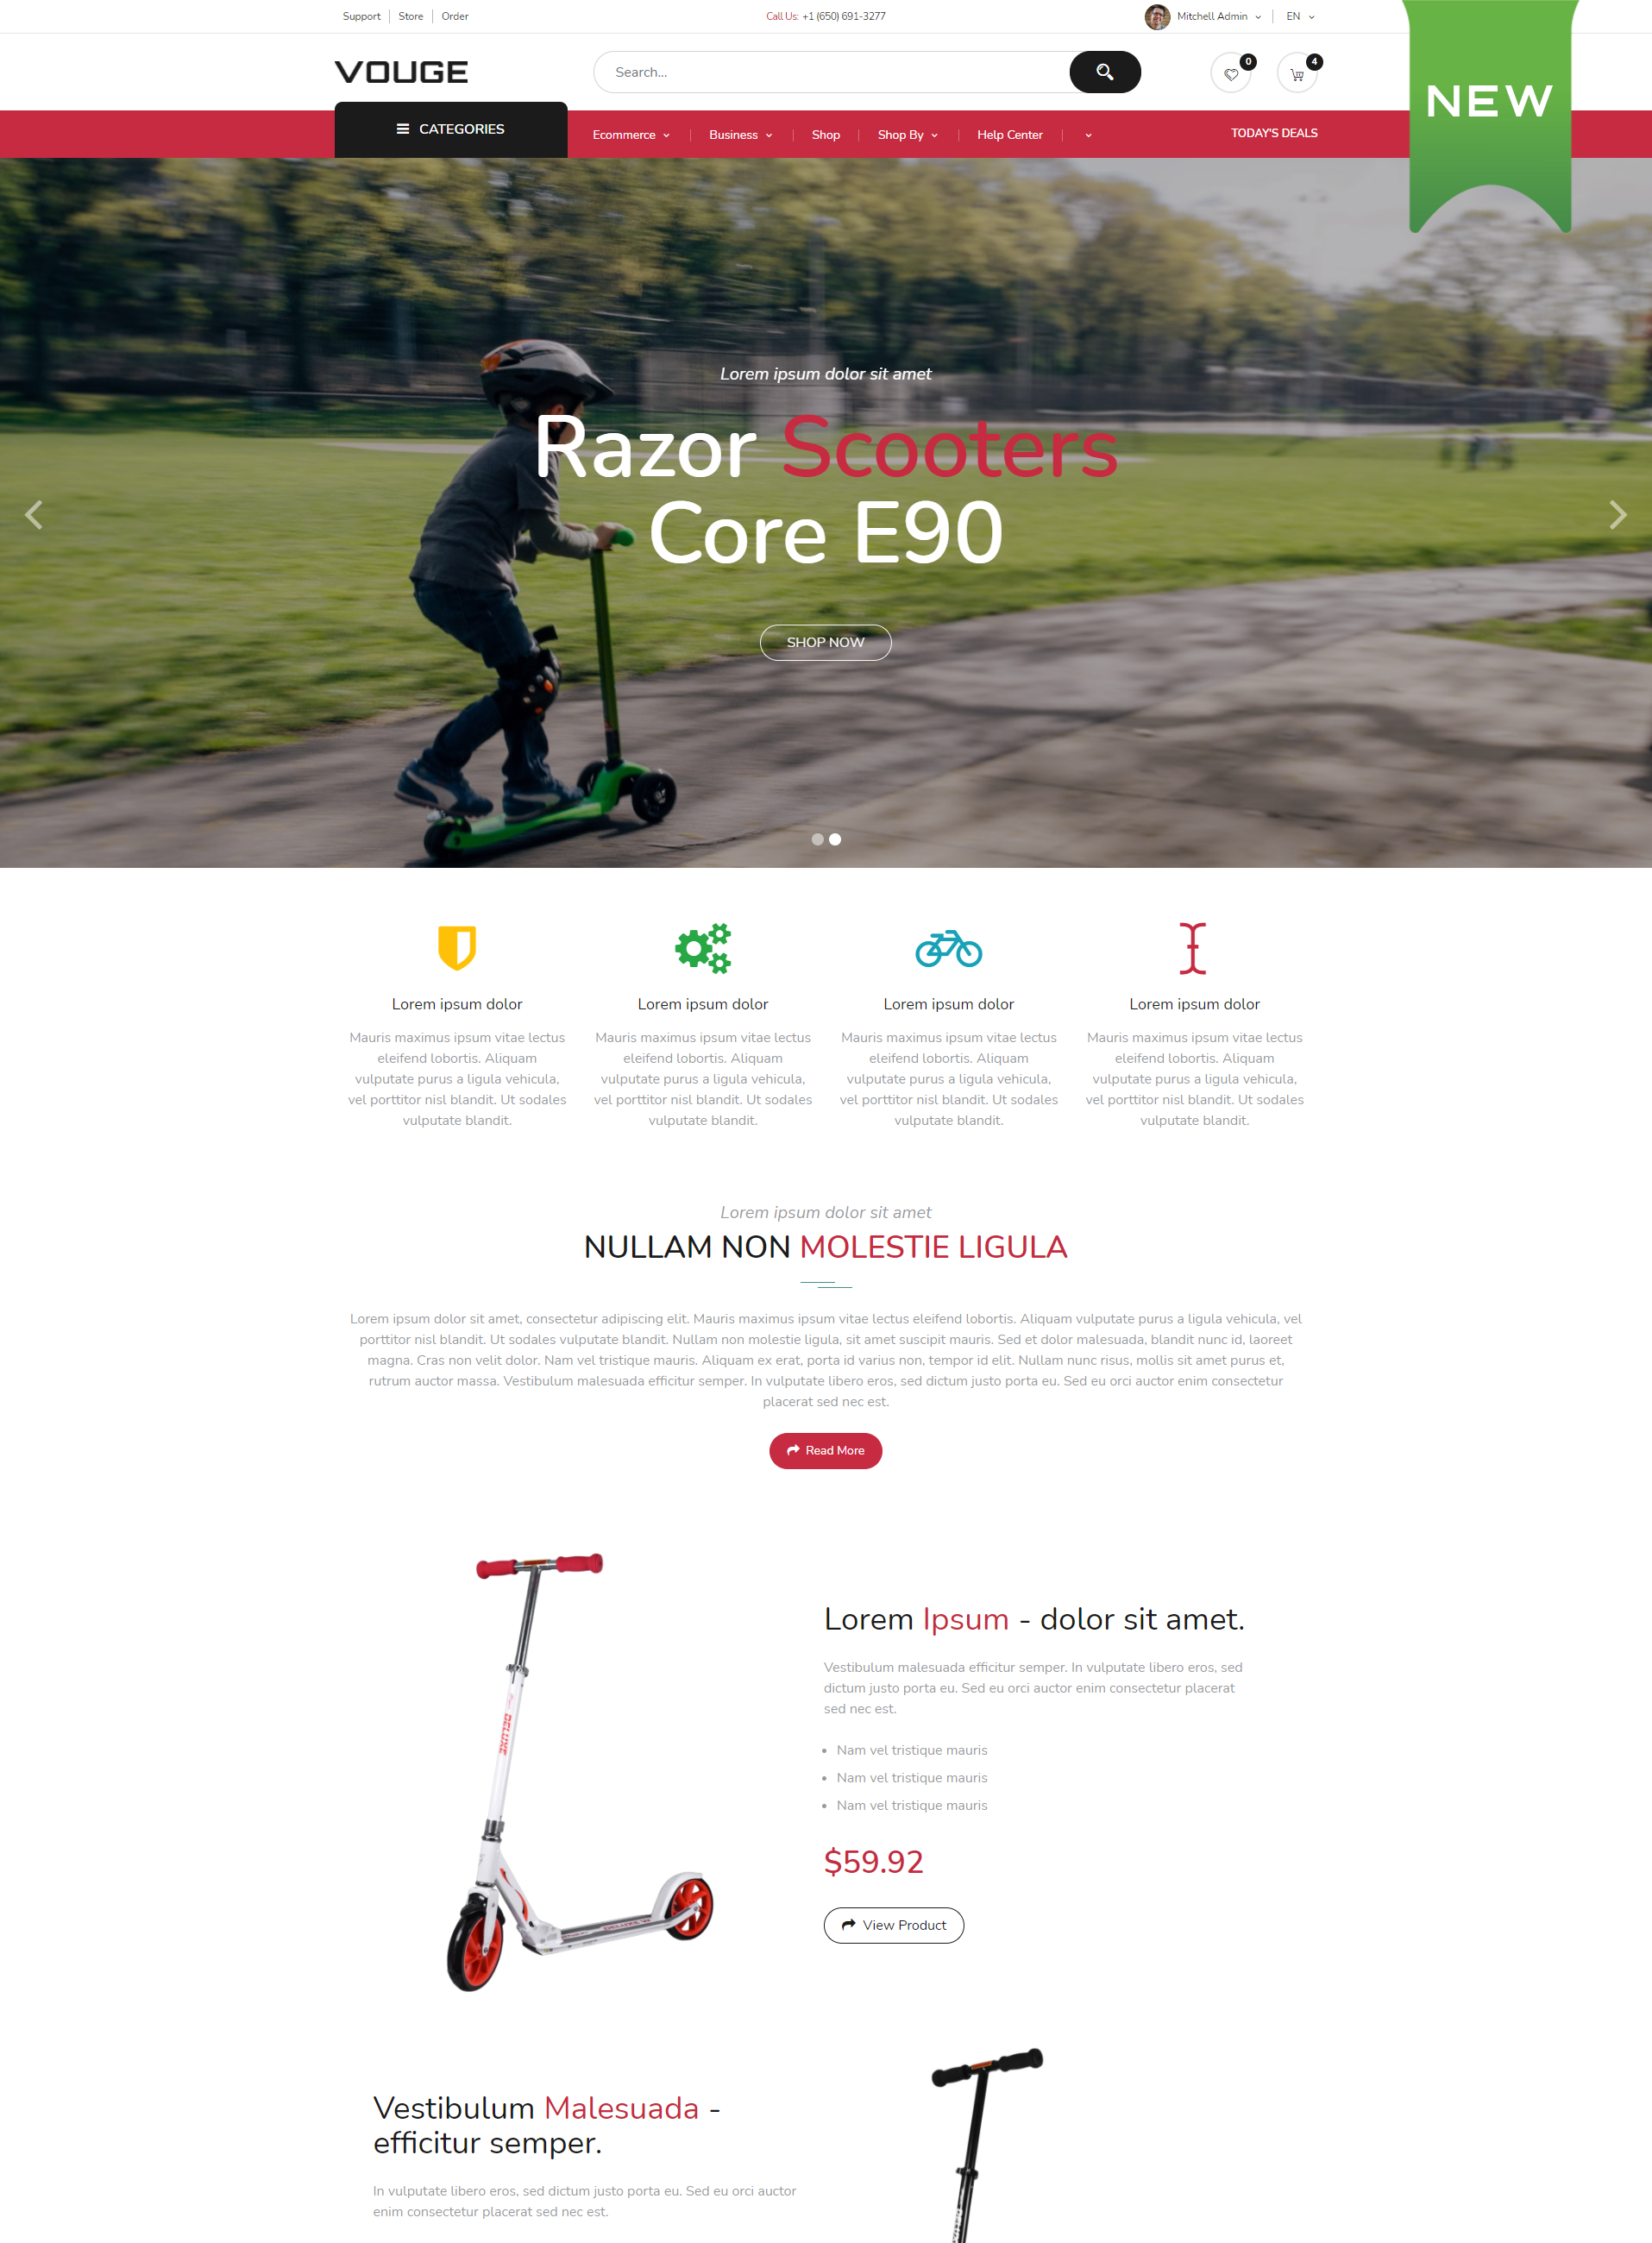 Support Store Order
Call Us: +1 (650) 691-3277
Mitchell Admin EN
VOUGE
Search...
0
4
NEW
CATEGORIES
Ecommerce Business Shop Shop By Help Center
TODAY'S DEALS
Lorem ipsum dolor sit amet
Razor Scooters
Core E90
SHOP NOW
Lorem ipsum dolor
Mauris maximus ipsum vitae lectus
eleifend lobortis. Aliquam
vulputate purus a ligula vehicula,
vel porttitor nisl blandit. Ut sodales
vulputate blandit.
Lorem ipsum dolor
Mauris maximus ipsum vitae lectus
eleifend lobortis. Aliquam
vulputate purus a ligula vehicula,
vel porttitor nisl blandit. Ut sodales
vulputate blandit.
Lorem ipsum dolor
Mauris maximus ipsum vitae lectus
eleifend lobortis. Aliquam
vulputate purus a ligula vehicula,
vel porttitor nisl blandit. Ut sodales
vulputate blandit.
Lorem ipsum dolor
Mauris maximus ipsum vitae lectus
eleifend lobortis. Aliquam
vulputate purus a ligula vehicula,
vel porttitor nisl blandit. Ut sodales
vulputate blandit.
Lorem ipsum dolor sit amet
NULLAM NON MOLESTIE LIGULA
Lorem ipsum dolor sit amet, consectetur adipiscing elit. Mauris maximus ipsum vitae lectus eleifend lobortis. Aliquam vulputate purus a ligula vehicula, vel
porttitor nisl blandit. Ut sodales vulputate blandit. Nullam non molestie ligula, sit amet suscipit mauris. Sed et dolor malesuada, blandit nunc id, laoreet
magna. Cras non velit dolor. Nam vel tristique mauris. Aliquam ex erat, porta id varius non, tempor id elit. Nullam nunc risus, mollis sit amet purus et,
rutrum auctor massa. Vestibulum malesuada efficitur semper. In vulputate libero eros, sed dictum justo porta eu. Sed eu orci auctor enim consectetur
placerat sed nec est.
Read More
DELUXE
Lorem Ipsum - dolor sit amet.
Vestibulum malesuada efficitur semper. In vulputate libero eros, sed
dictum justo porta eu. Sed eu orci auctor enim consectetur placerat
sed nec est.
• Nam vel tristique mauris
• Nam vel tristique mauris
• Nam vel tristique mauris
$59.92
View Product
Vestibulum Malesuada -
efficitur semper.
In vulputate libero eros, sed dictum justo porta eu. Sed eu orci auctor
enim consectetur placerat sed nec est.